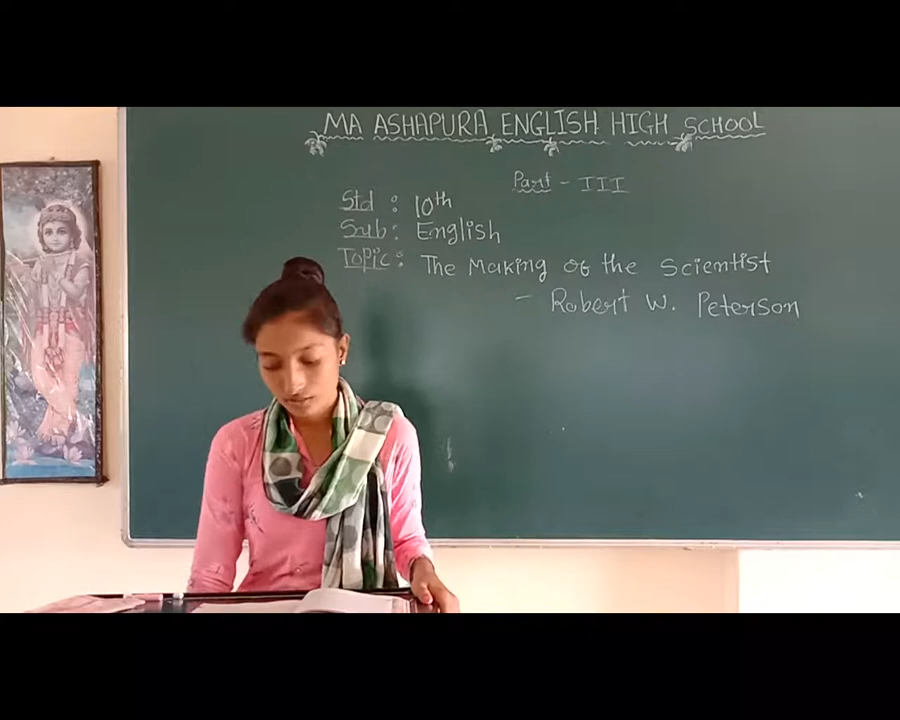 MA ASHAPURA ENGLISH HIGH SCHOOL
Part - III
Std : 10th
Sub : English
Topic : The Making of the Scientist
- Robert W. Peterson